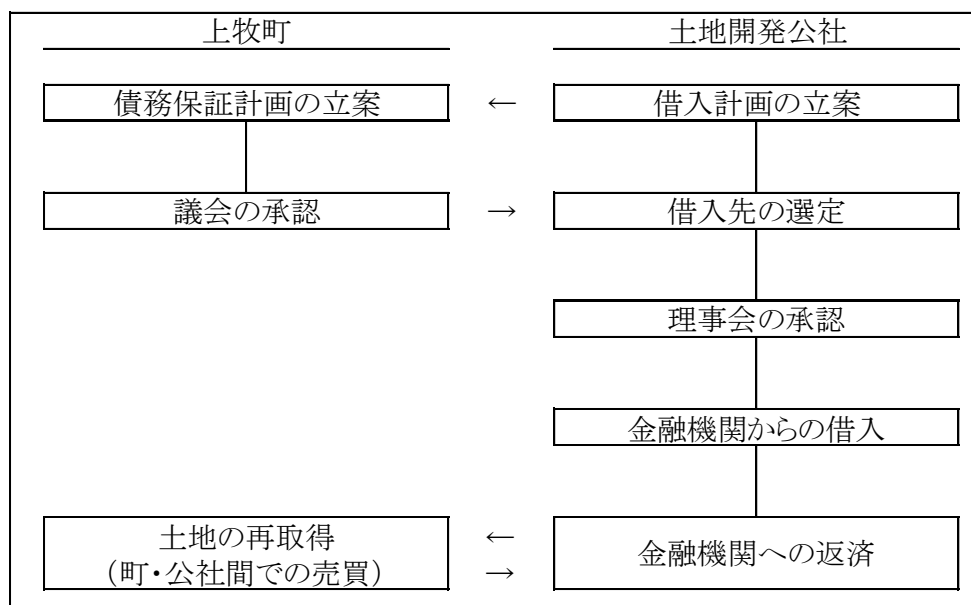 上牧町 土地開発公社
債務保証計画の立案 ← 借入計画の立案
議会の承認 → 借入先の選定
理事会の承認
金融機関からの借入
土地の再取得
(町・公社間での売買)
←
→
金融機関への返済